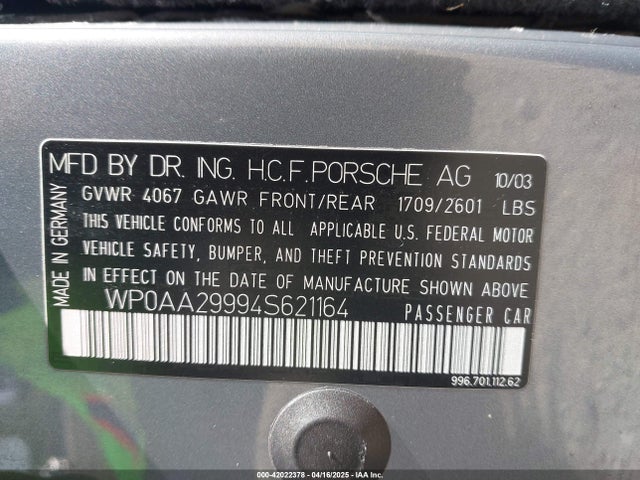 MFD BY DR. ING. H.C.F. PORSCHE AG 10/03
GVWR 4067 GAWR FRONT/REAR 1709/2601 LBS
THIS VEHICLE CONFORMS TO ALL APPLICABLE U.S. FEDERAL MOTOR
VEHICLE SAFETY, BUMPER, AND THEFT PREVENTION STANDARDS
IN EFFECT ON THE DATE OF MANUFACTURE SHOWN ABOVE
WP0AA29994S621164 PASSENGER CAR
996.701.112.62
MADE IN GERMANY
000-42022378 - 04/16/2025 - IAA Inc.